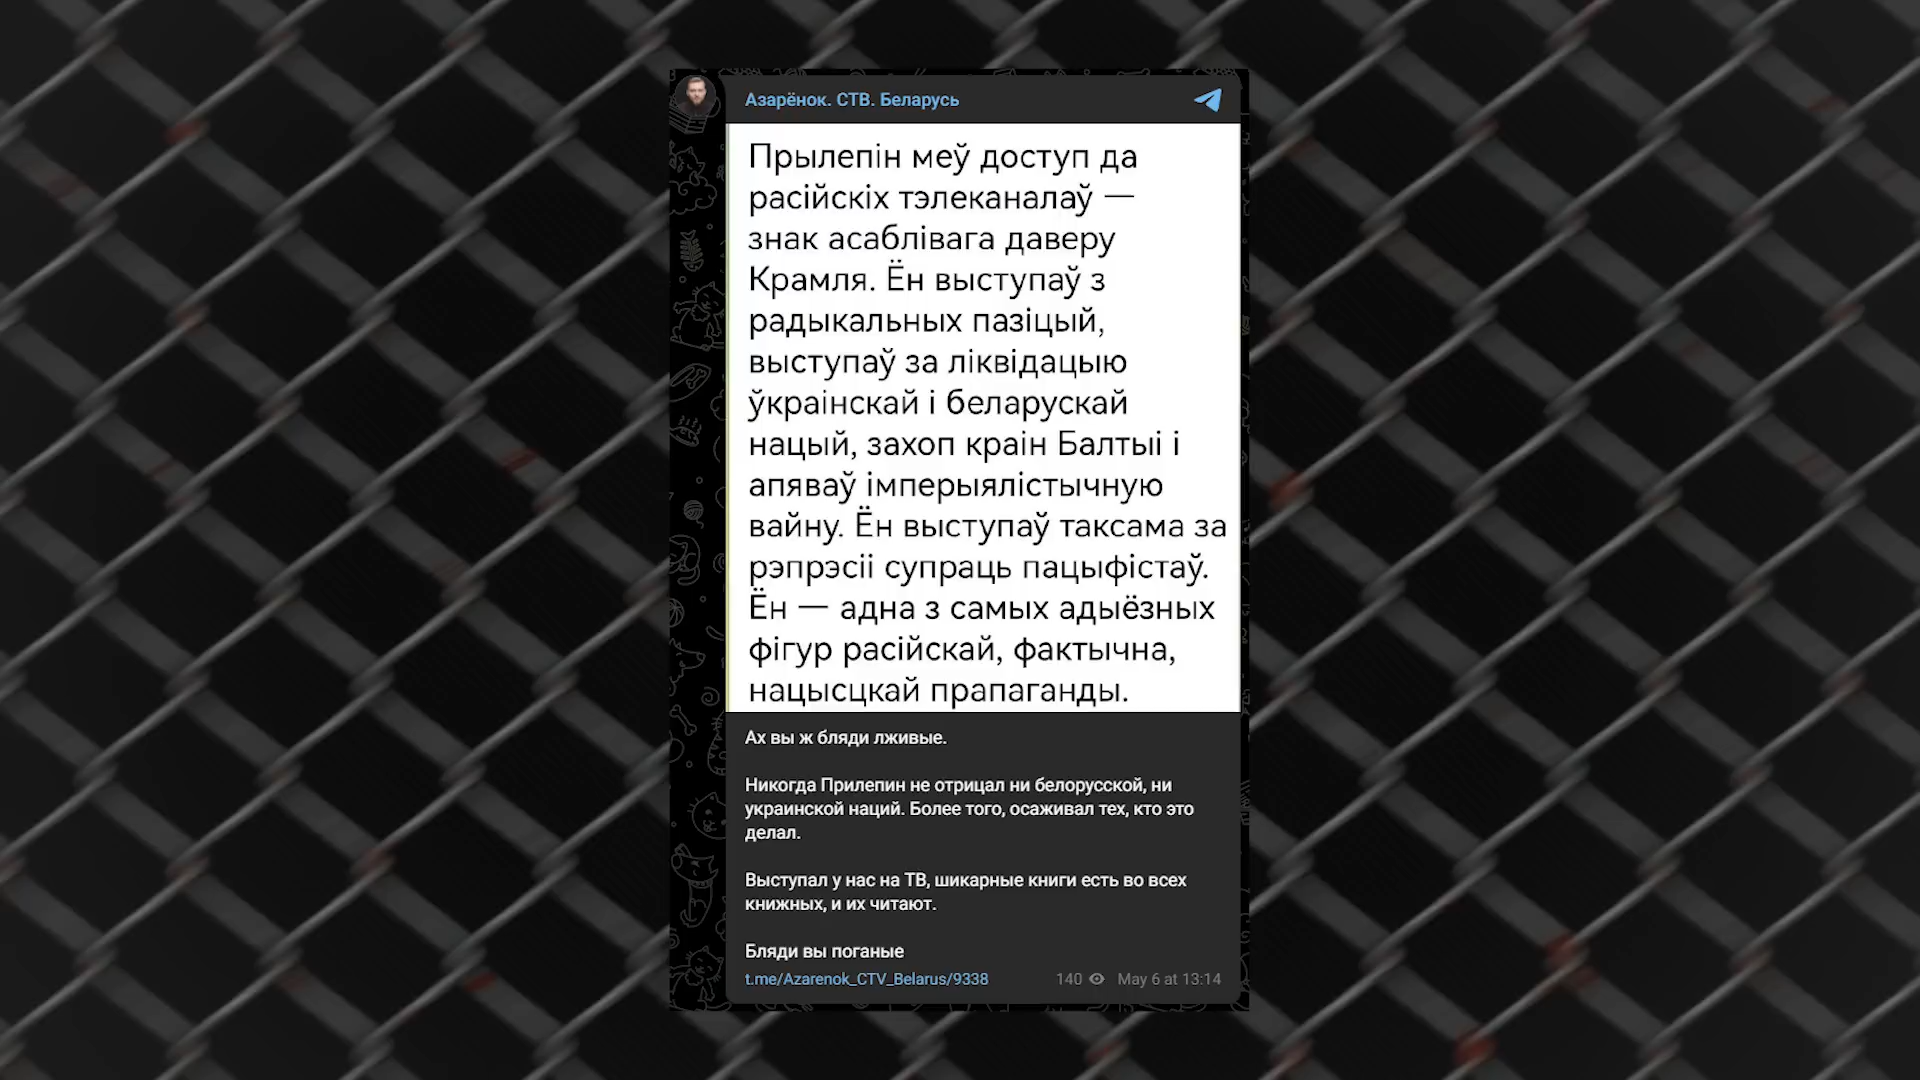 Азарёнок. СТВ. Беларусь
Прылепін меў доступ да
расійскіх тэлеканалаў —
знак асаблівага даверу
Крамля. Ён выступаў з
радыкальных пазіцый,
выступаў за ліквідацыю
ўкраінскай і беларускай
нацый, захоп краін Балтыі і
апяваў імперыялістычную
вайну. Ён выступаў таксама за
рэпрэсіі супраць пацыфістаў.
Ён — адна з самых адыёзных
фігур расійскай, фактычна,
нацысцкай прапаганды.
Ах вы ж бляди лживые.
Никогда Прилепин не отрицал ни белорусской, ни
украинской наций. Более того, осаживал тех, кто это
делал.
Выступал у нас на ТВ, шикарные книги есть во всех
книжных, и их читают.
Бляди вы поганые
t.me/Azarenok_CTV_Belarus/9338 140 May 6 at 13:14